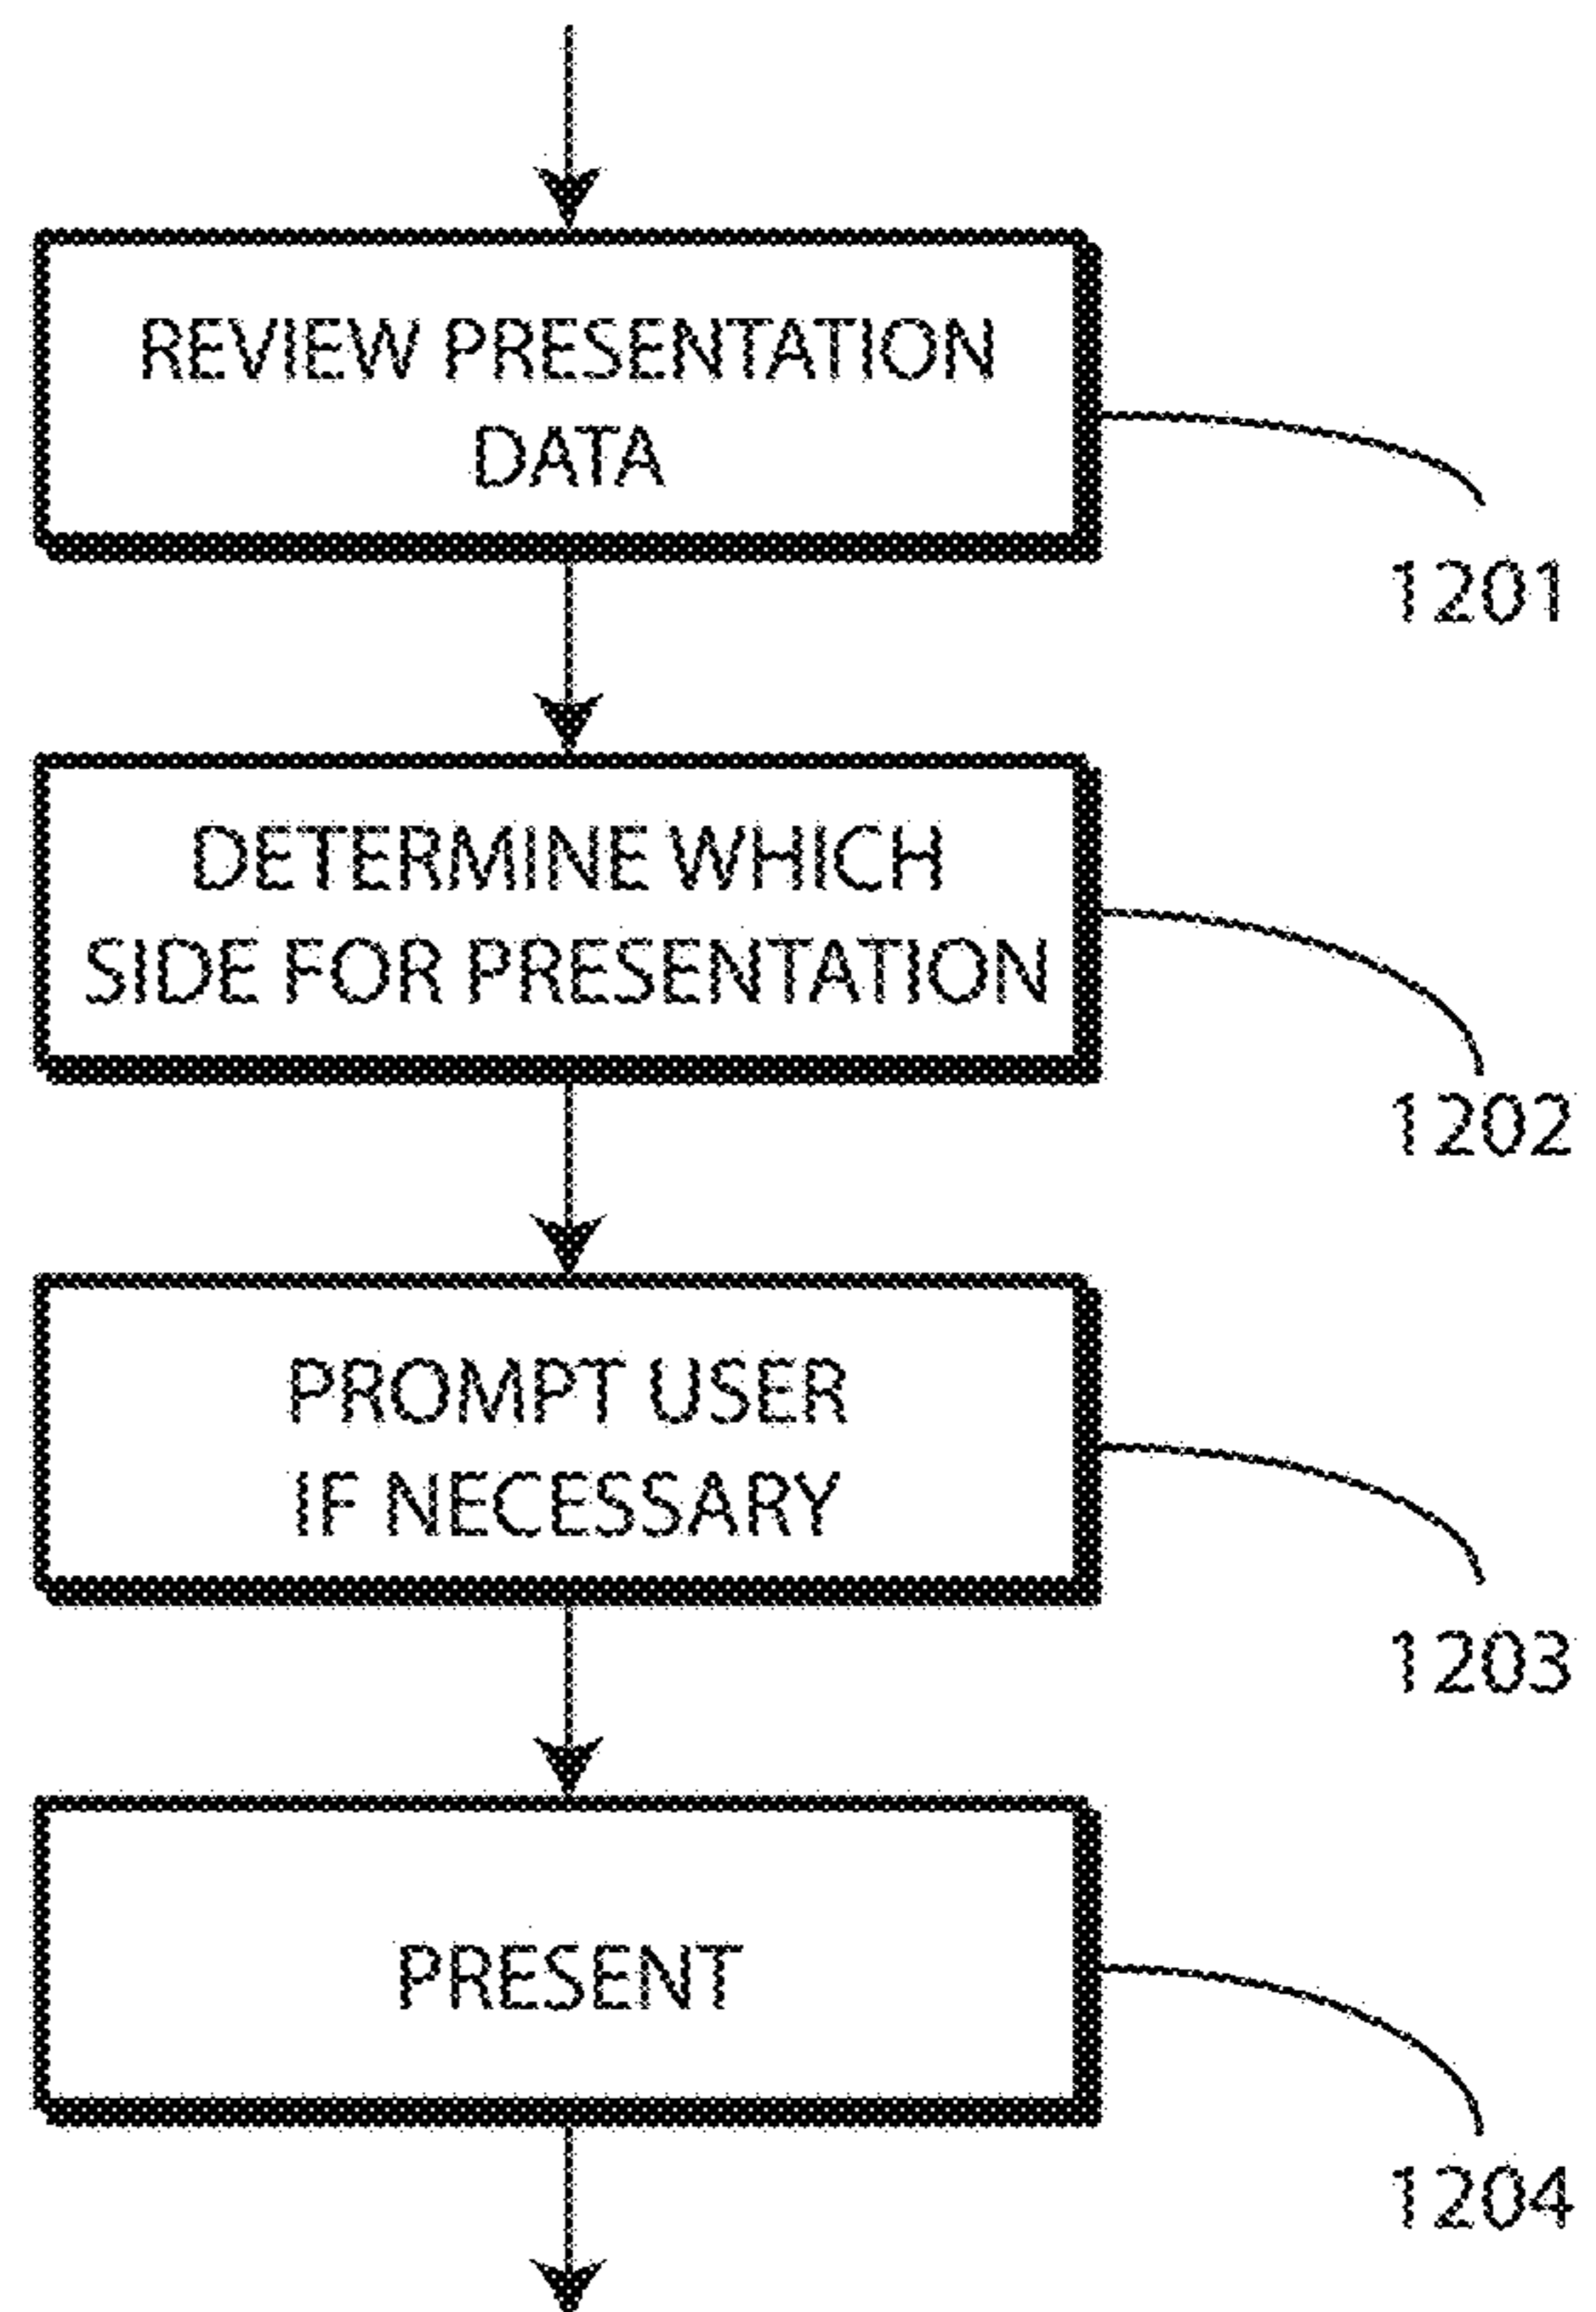 REVIEW PRESENTATION
DATA
1201
DETERMINE WHICH
SIDE FOR PRESENTATION
1202
PROMPT USER
IF NECESSARY
1203
PRESENT
1204